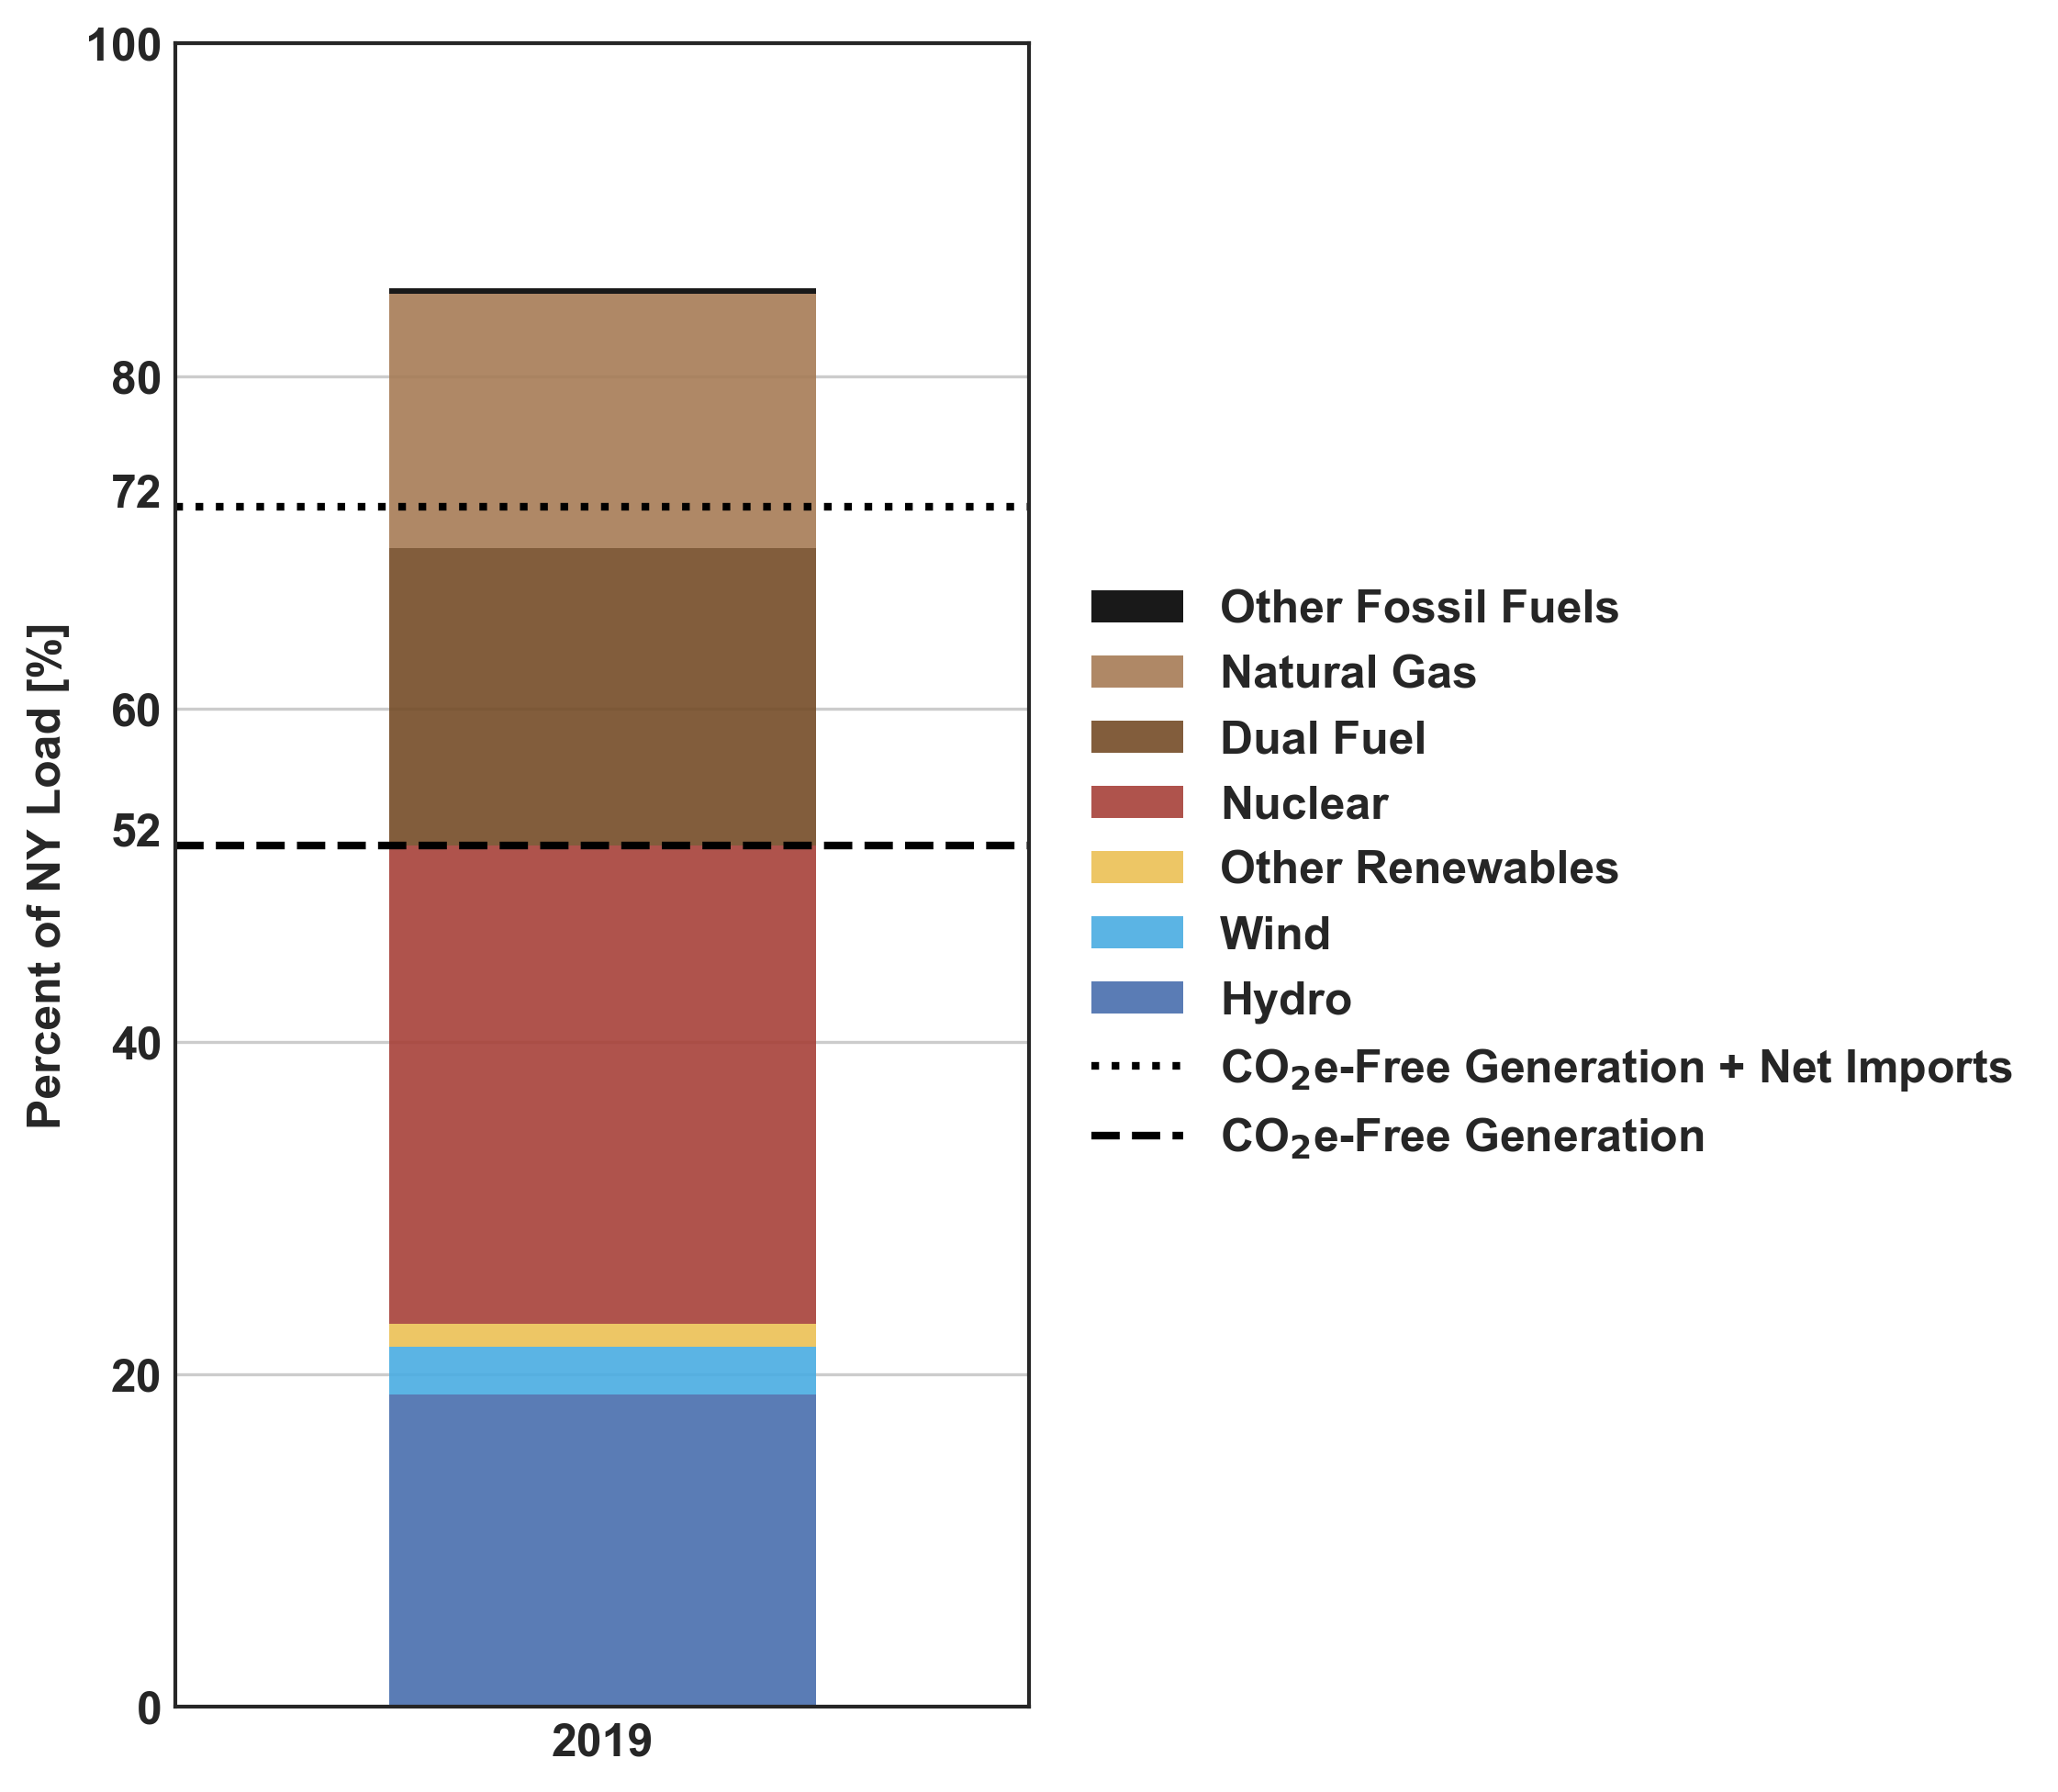 Percent of NY Load [%]
100
80
72
60
52
40
20
0
2019
Other Fossil Fuels
Natural Gas
Dual Fuel
Nuclear
Other Renewables
Wind
Hydro
CO₂e-Free Generation + Net Imports
CO₂e-Free Generation